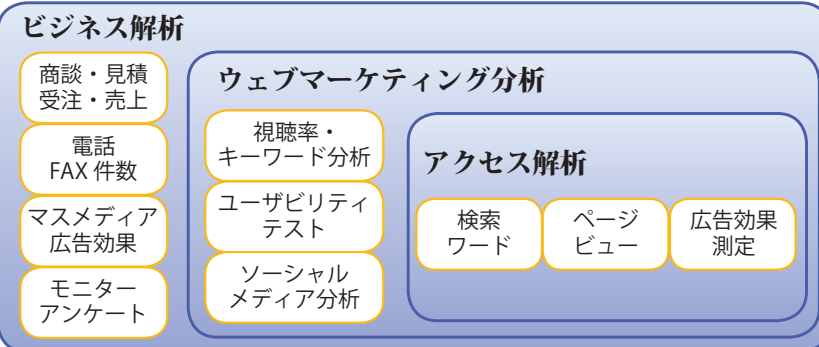 ビジネス解析
商談・見積
受注・売上
電話
FAX 件数
マスメディア
広告効果
モニター
アンケート
ウェブマーケティング分析
視聴率・
キーワード分析
ユーザビリティ
テスト
ソーシャル
メディア分析
アクセス解析
検索
ワード
ページ
ビュー
広告効果
測定